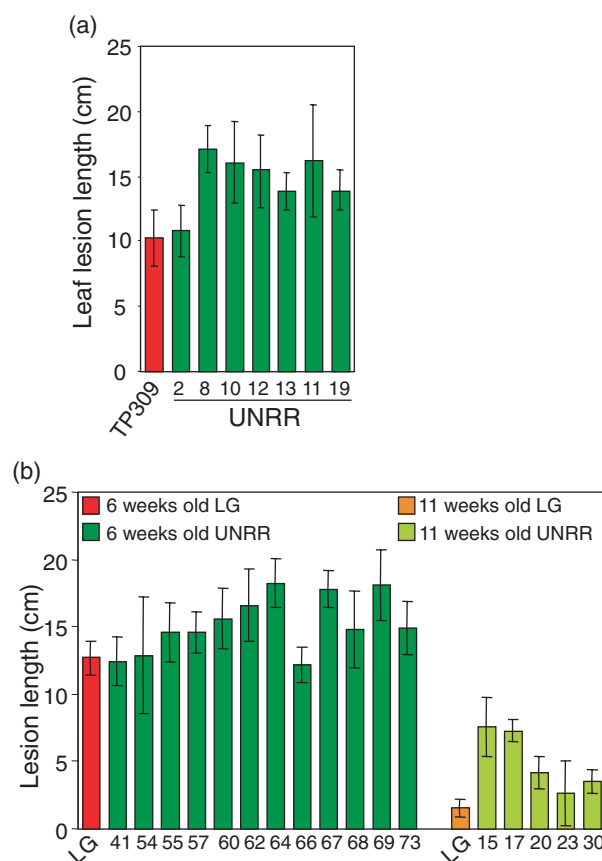 (a)
Leaf lesion length (cm)
25
20
15
10
5
0
TP309 2 8 10 12 13 11 19
UNRR
(b)
Lesion length (cm)
25
20
15
10
5
0
6 weeks old LG
6 weeks old UNRR
11 weeks old LG
11 weeks old UNRR
LG 41 54 55 57 60 62 64 66 67 68 69 73 LG 15 17 20 23 30